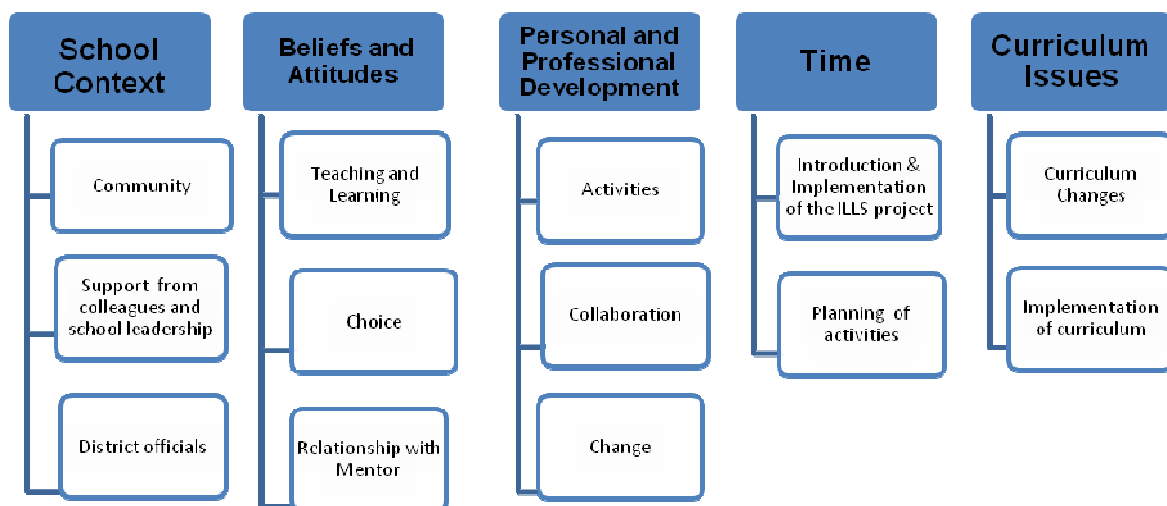 School
Context
Community
Support from
colleagues and
school leadership
District officials
Beliefs and
Attitudes
Teaching and
Learning
Choice
Relationship with
Mentor
Personal and
Professional
Development
Activities
Collaboration
Change
Time
Introduction &
Implementation
of the ILLS project
Planning of
activities
Curriculum
Issues
Curriculum
Changes
Implementation
of curriculum